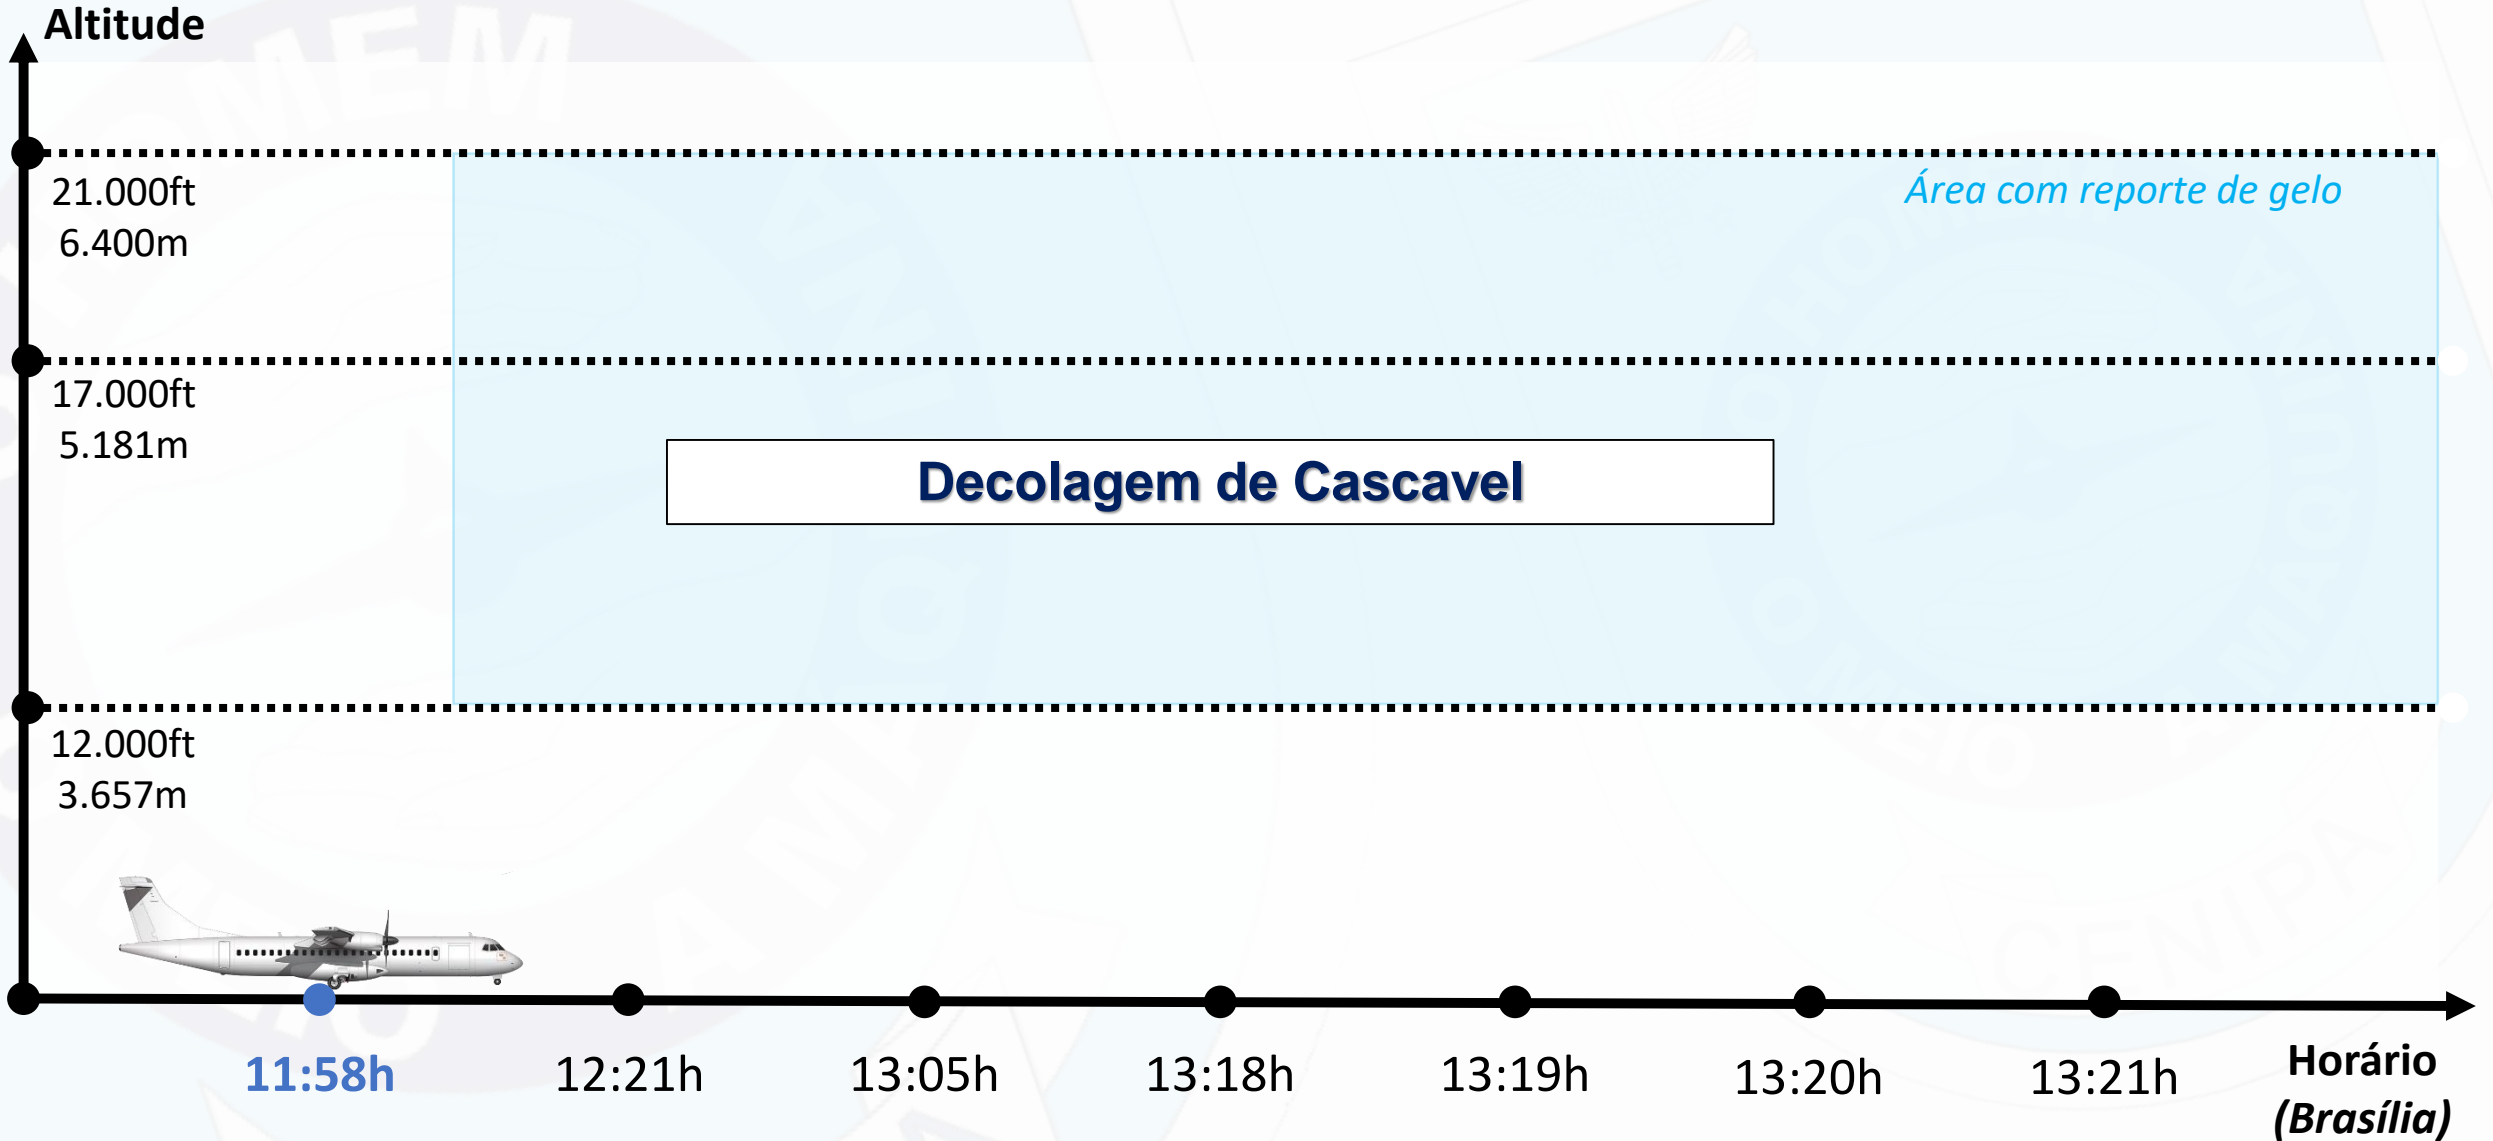 Altitude
21.000ft
6.400m
Área com reporte de gelo
17.000ft
5.181m
Decolagem de Cascavel
12.000ft
3.657m
11:58h 12:21h 13:05h 13:18h 13:19h 13:20h 13:21h
Horário
(Brasília)
CENIPA